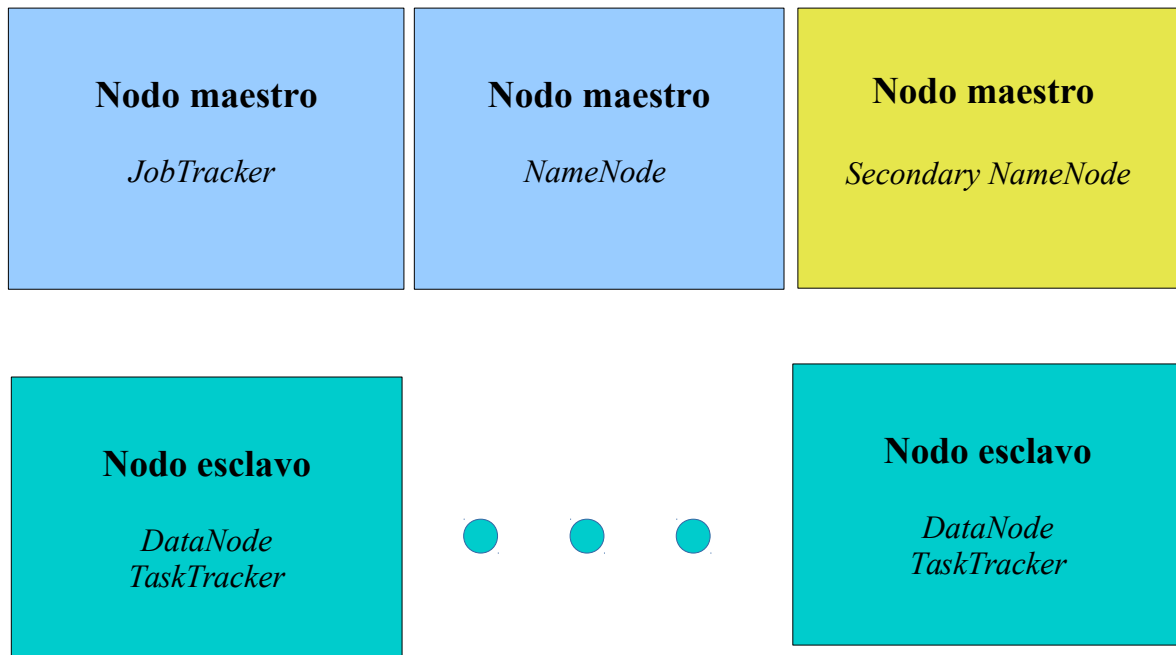 Nodo maestro
JobTracker
Nodo maestro
NameNode
Nodo maestro
Secondary NameNode
Nodo esclavo
DataNode
TaskTracker
Nodo esclavo
DataNode
TaskTracker